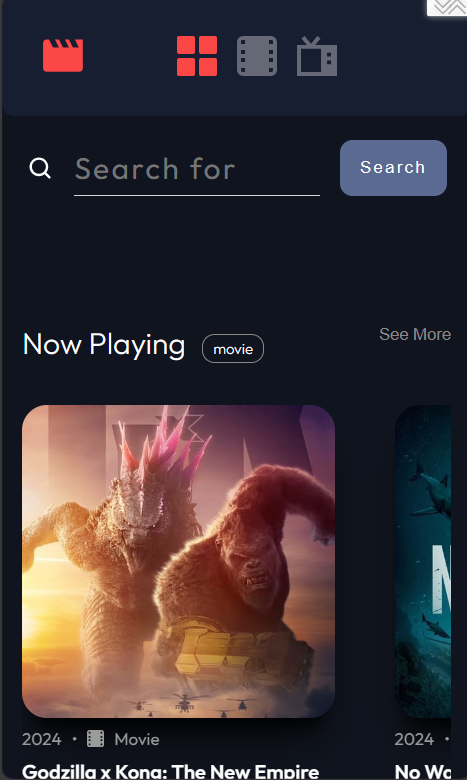 Search for
Search
Now Playing
movie
See More
N
2024 • Movie
2024 •
Godzilla x Kong: The New Empire
No Wa